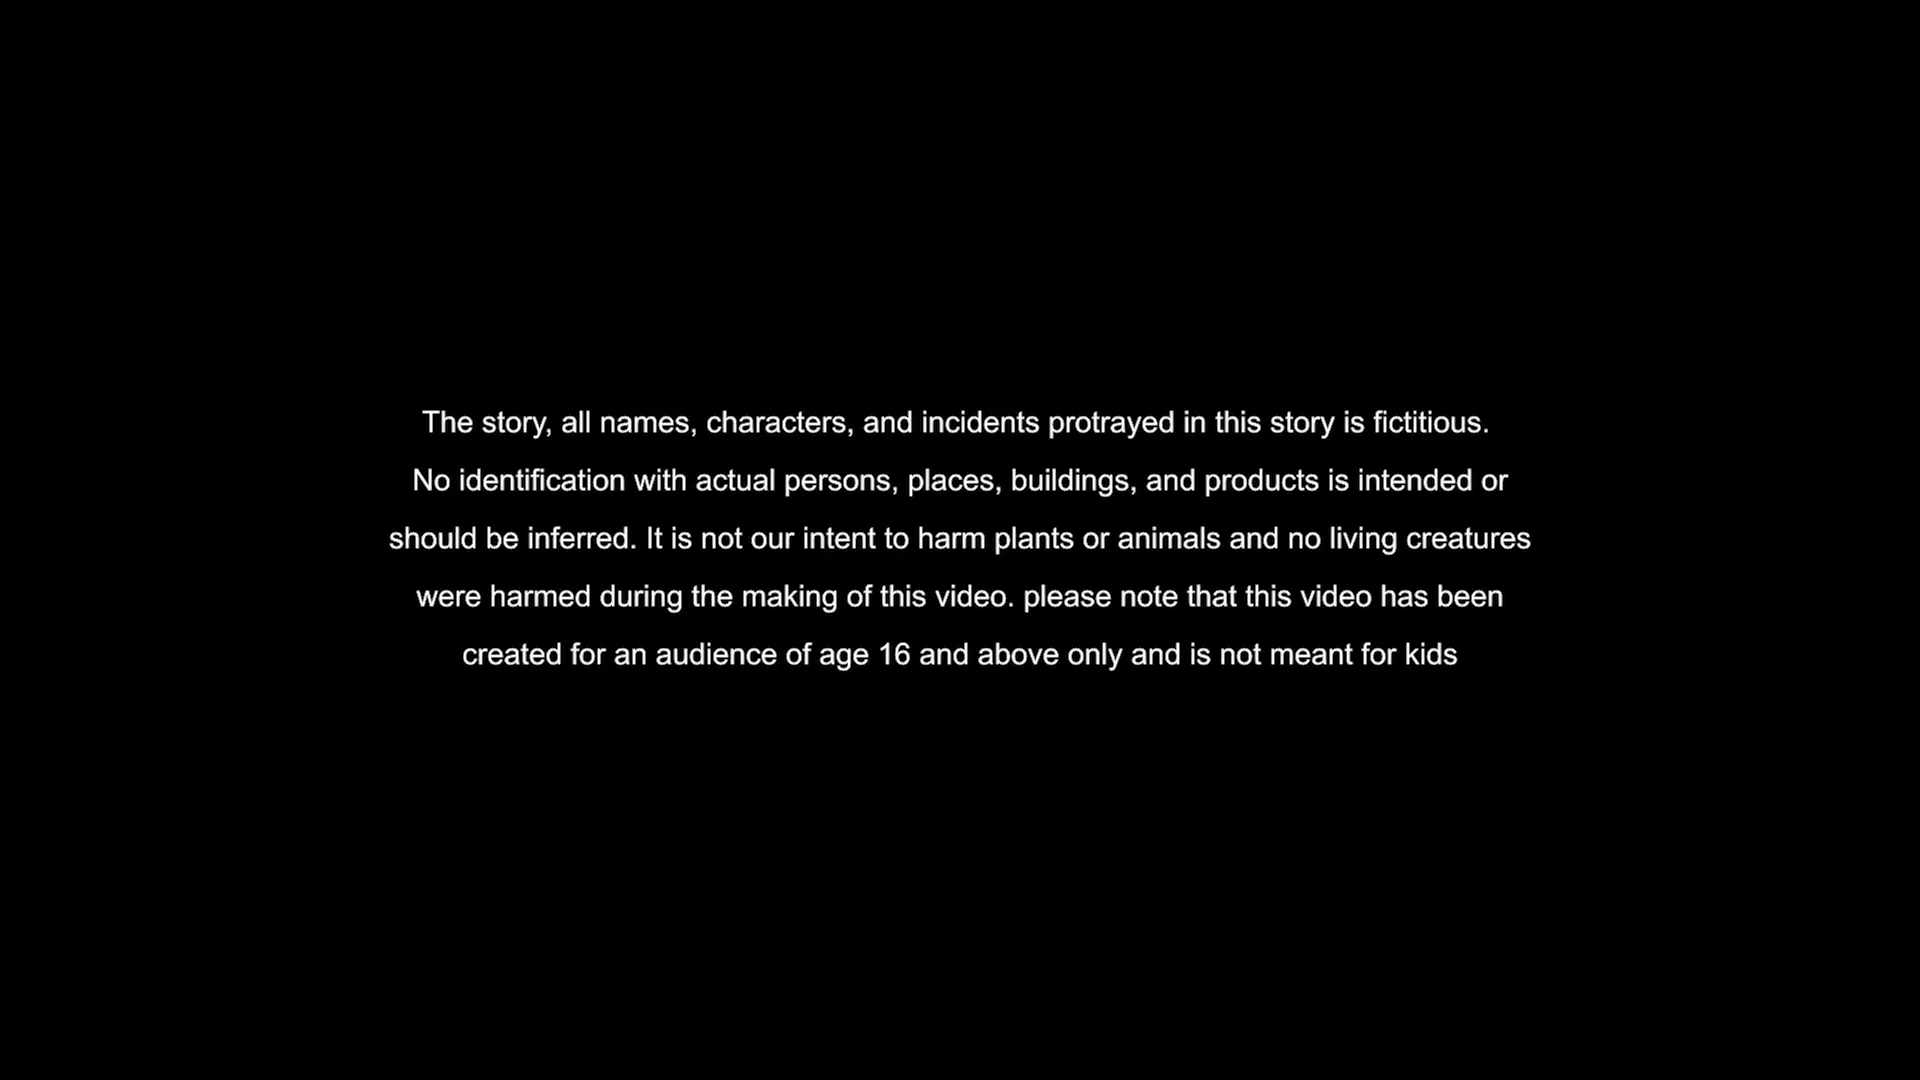 The story, all names, characters, and incidents protrayed in this story is fictitious.
No identification with actual persons, places, buildings, and products is intended or
should be inferred. It is not our intent to harm plants or animals and no living creatures
were harmed during the making of this video. please note that this video has been
created for an audience of age 16 and above only and is not meant for kids